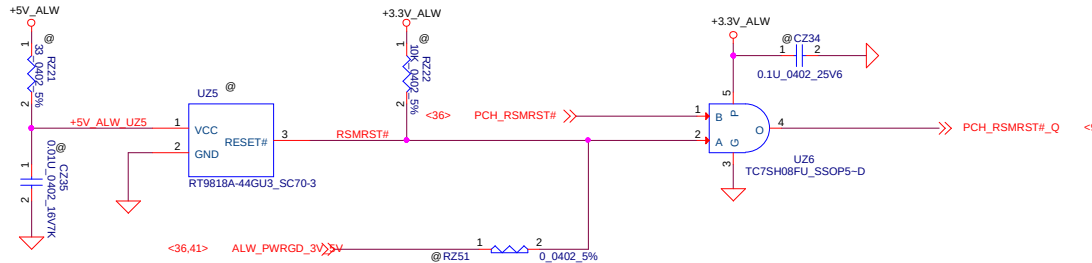 +5V_ALW
+3.3V_ALW
+3.3V_ALW
1
2
@
RZ21
33_0402_5%
1
2
@
RZ22
10K_0402_5%
@CZ34
1
2
0.1U_0402_25V6
UZ5
@
+5V_ALW_UZ5
1
VCC
2
GND
RESET#
3
RSMRST#
RT9818A-44GU3_SC70-3
<36>
PCH_RSMRST#
1
B
2
A
5
P
G
3
O
4
UZ6
TC7SH08FU_SSOP5~D
PCH_RSMRST#_Q
1
2
@
CZ35
0.01U_0402_16V7K
<36,41>
ALW_PWRGD_3V_5V
@RZ51
1
2
0_0402_5%